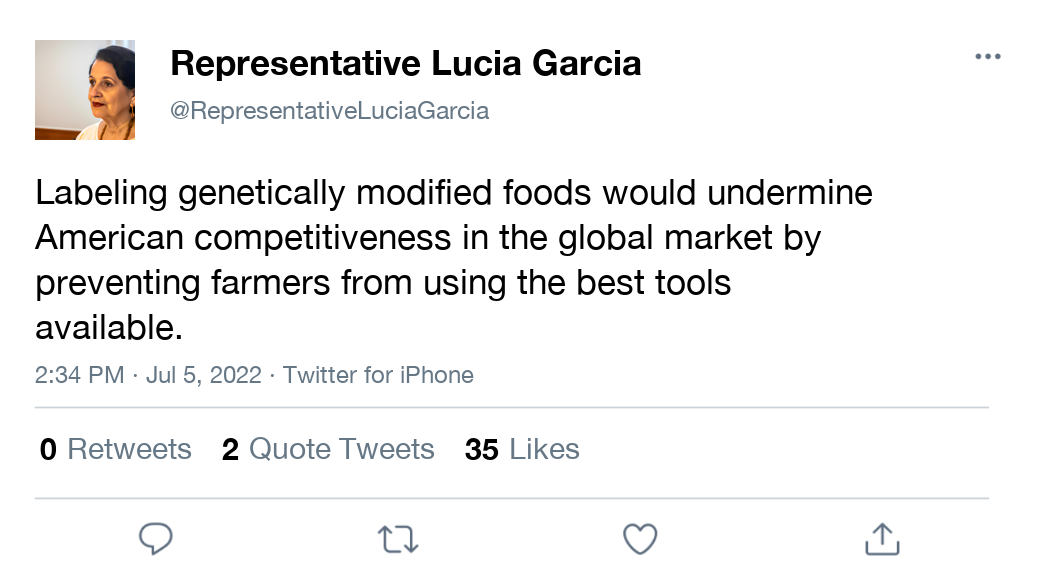 Representative Lucia Garcia
@RepresentativeLuciaGarcia
Labeling genetically modified foods would undermine
American competitiveness in the global market by
preventing farmers from using the best tools
available.
2:34 PM · Jul 5, 2022 · Twitter for iPhone
0 Retweets 2 Quote Tweets 35 Likes